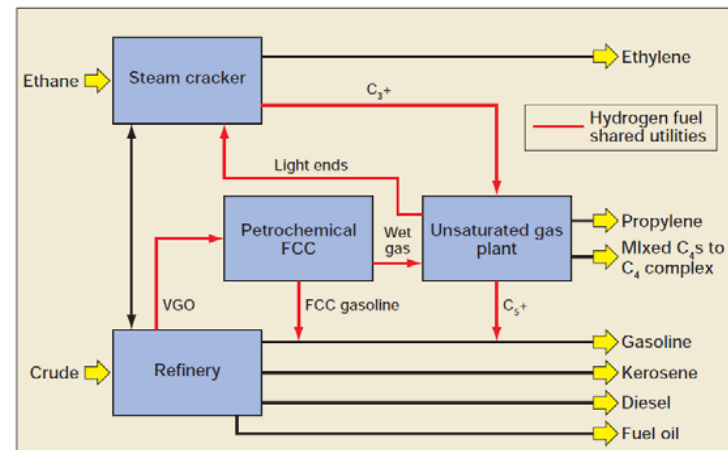 Ethane
Steam cracker
Ethylene
C₃+
Hydrogen fuel
shared utilities
Light ends
Petrochemical
FCC
Wet
gas
Unsaturated gas
plant
Propylene
MIxed C₄s to
C₄ complex
VGO
FCC gasoline
C₅+
Crude
Refinery
Gasoline
Kerosene
Diesel
Fuel oil